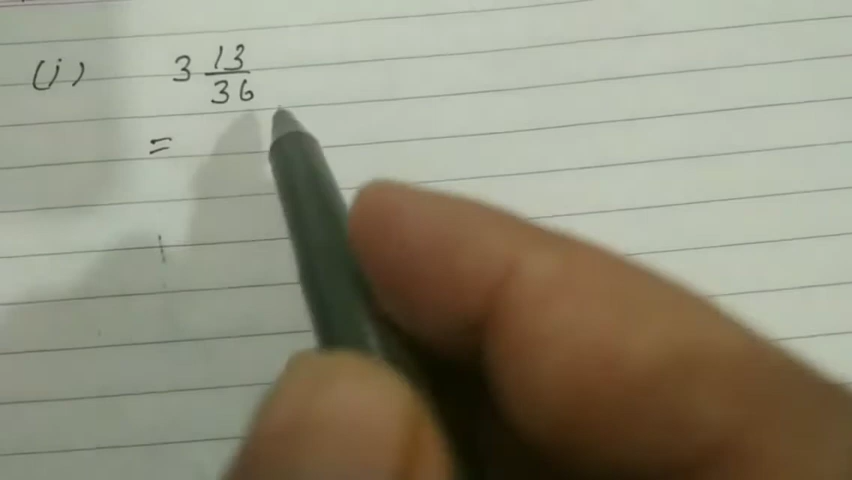 (j) 3 13/36
=